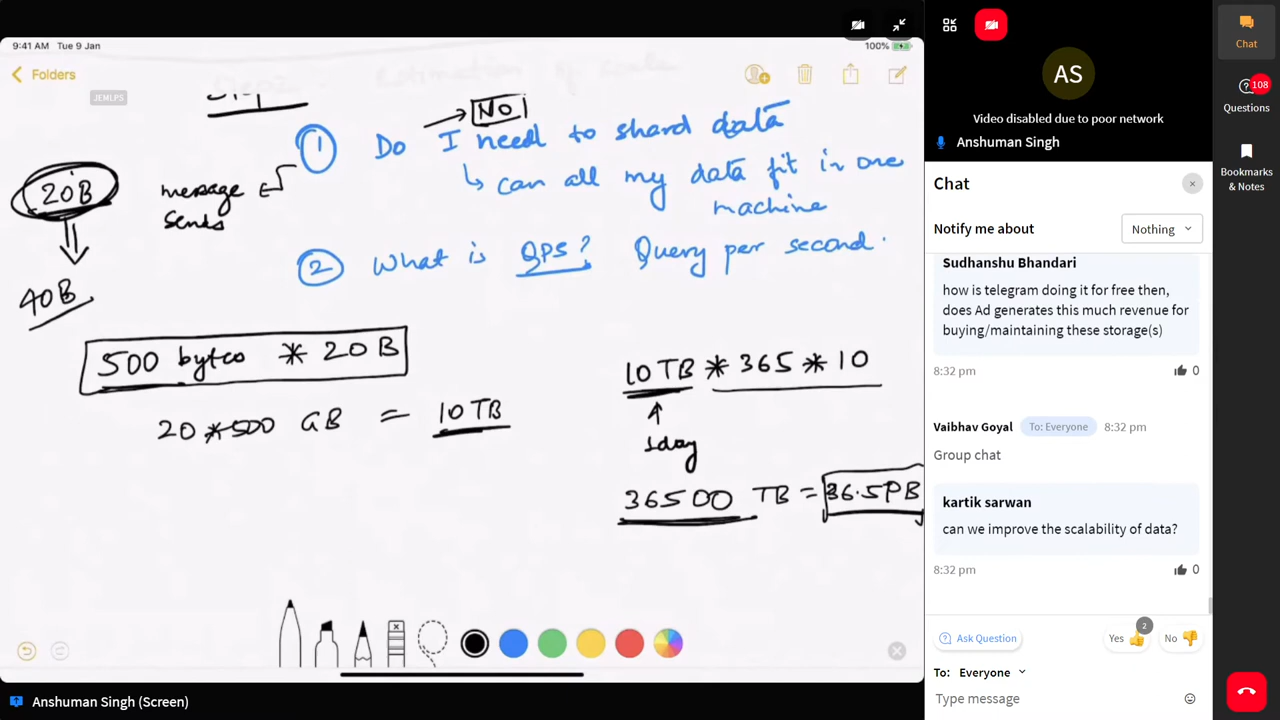 9:41 AM Tue 9 Jan
100%
Folders
JEMLPS
Estimation of Scale
→ NO
① Do I need to shard data
↳ can all my data fit in one
machine
20B
message
sends
② What is QPS? Query per second.
40B
500 bytes * 20 B
20 * 500 GB = 10 TB
10 TB * 365 * 10
↑
1 day
36500 TB = 36.5 PB
Anshuman Singh (Screen)
AS
Video disabled due to poor network
Anshuman Singh
Chat
Notify me about
Nothing
Sudhanshu Bhandari
how is telegram doing it for free then,
does Ad generates this much revenue for
buying/maintaining these storage(s)
8:32 pm
0
Vaibhav Goyal To: Everyone 8:32 pm
Group chat
kartik sarwan
can we improve the scalability of data?
8:32 pm
0
Ask Question
Yes 2
No
To: Everyone
Type message
Chat
108
Questions
Bookmarks
& Notes